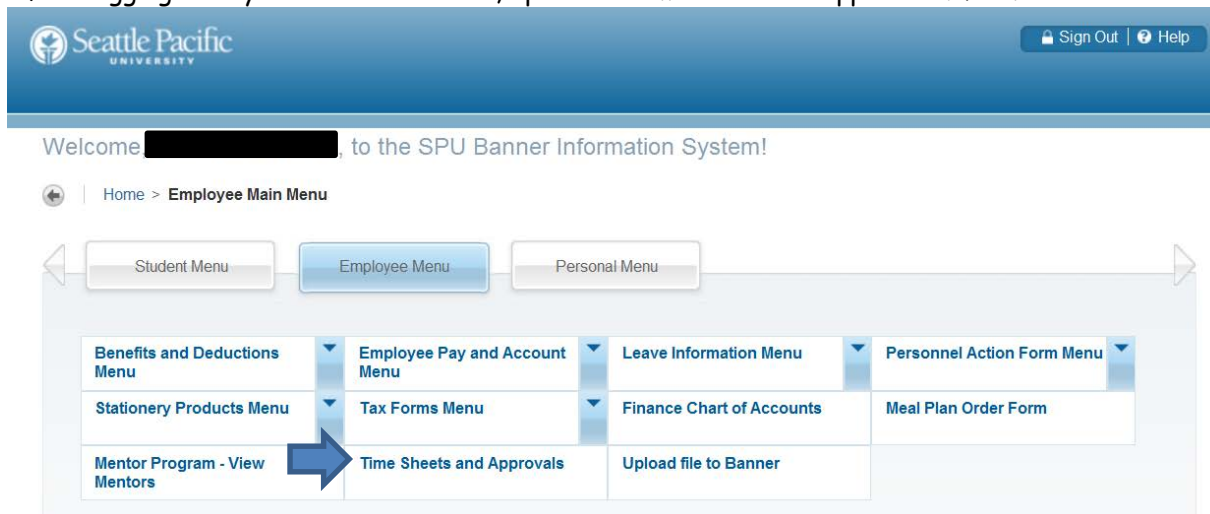 Seattle Pacific
UNIVERSITY
Sign Out | Help
Welcome, , to the SPU Banner Information System!
Home > Employee Main Menu
Student Menu
Employee Menu
Personal Menu
Benefits and Deductions Menu
Employee Pay and Account Menu
Leave Information Menu
Personnel Action Form Menu
Stationery Products Menu
Tax Forms Menu
Finance Chart of Accounts
Meal Plan Order Form
Mentor Program - View Mentors
Time Sheets and Approvals
Upload file to Banner